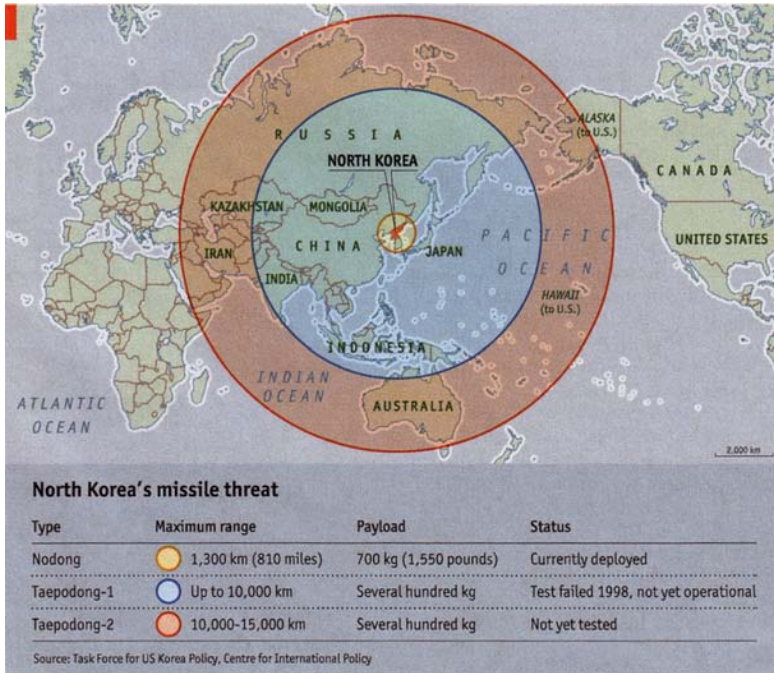 ALASKA
(to U.S.)
RUSSIA
NORTH KOREA
CANADA
KAZAKHSTAN
MONGOLIA
PACIFIC
OCEAN
UNITED STATES
IRAN
CHINA
JAPAN
INDIA
HAWAII
(to U.S.)
INDONESIA
INDIAN
OCEAN
AUSTRALIA
ATLANTIC
OCEAN
2,000 km
North Korea's missile threat
Type Maximum range Payload Status
Nodong 1,300 km (810 miles) 700 kg (1,550 pounds) Currently deployed
Taepodong-1 Up to 10,000 km Several hundred kg Test failed 1998, not yet operational
Taepodong-2 10,000-15,000 km Several hundred kg Not yet tested
Source: Task Force for US Korea Policy, Centre for International Policy